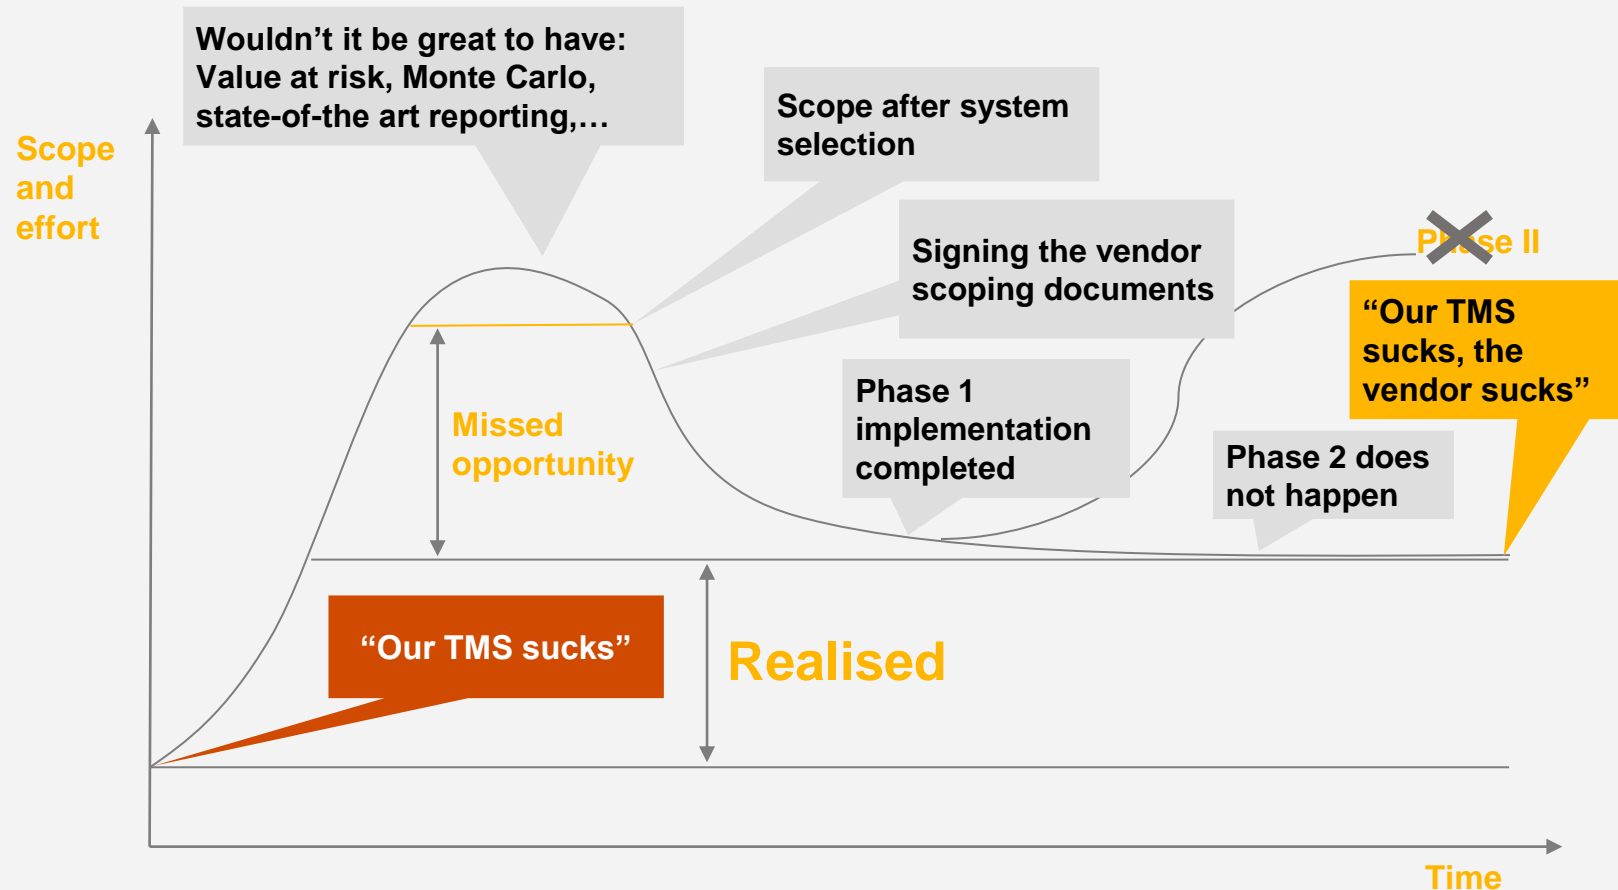 Wouldn’t it be great to have:
Value at risk, Monte Carlo,
state-of-the art reporting,…
Scope after system
selection
Scope
and
effort
Signing the vendor
scoping documents
Phase II
“Our TMS
sucks, the
vendor sucks”
Phase 1
implementation
completed
Missed
opportunity
Phase 2 does
not happen
“Our TMS sucks”
Realised
Time